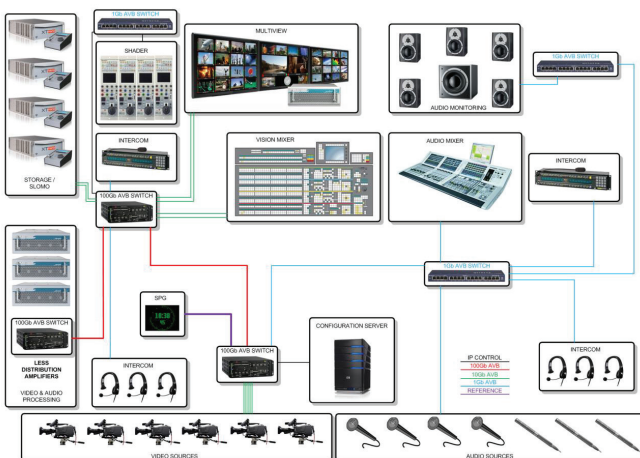 1Gb AVB SWITCH
SHADER
MULTIVIEW
AUDIO MONITORING
1Gb AVB SWITCH
INTERCOM
STORAGE /
SLOMO
100Gb AVB SWITCH
VISION MIXER
AUDIO MIXER
INTERCOM
1Gb AVB SWITCH
100Gb AVB SWITCH
LESS
DISTRIBUTION
AMPLIFIERS
VIDEO & AUDIO
PROCESSING
SPG
100Gb AVB SWITCH
CONFIGURATION SERVER
INTERCOM
IP CONTROL
100Gb AVB
10Gb AVB
1Gb AVB
REFERENCE
INTERCOM
VIDEO SOURCES
AUDIO SOURCES